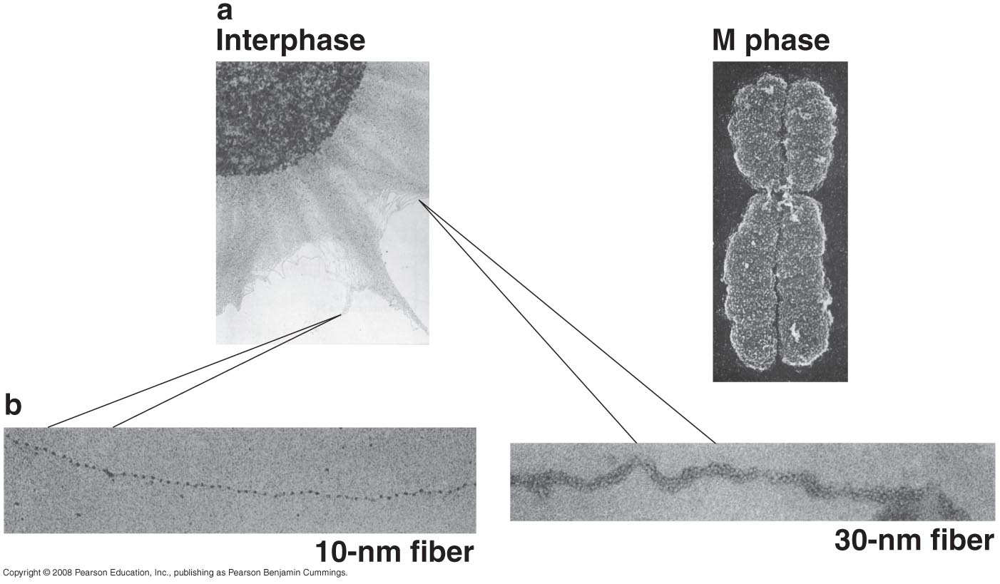 a
Interphase
M phase
b
10-nm fiber
30-nm fiber
Copyright © 2008 Pearson Education, Inc., publishing as Pearson Benjamin Cummings.